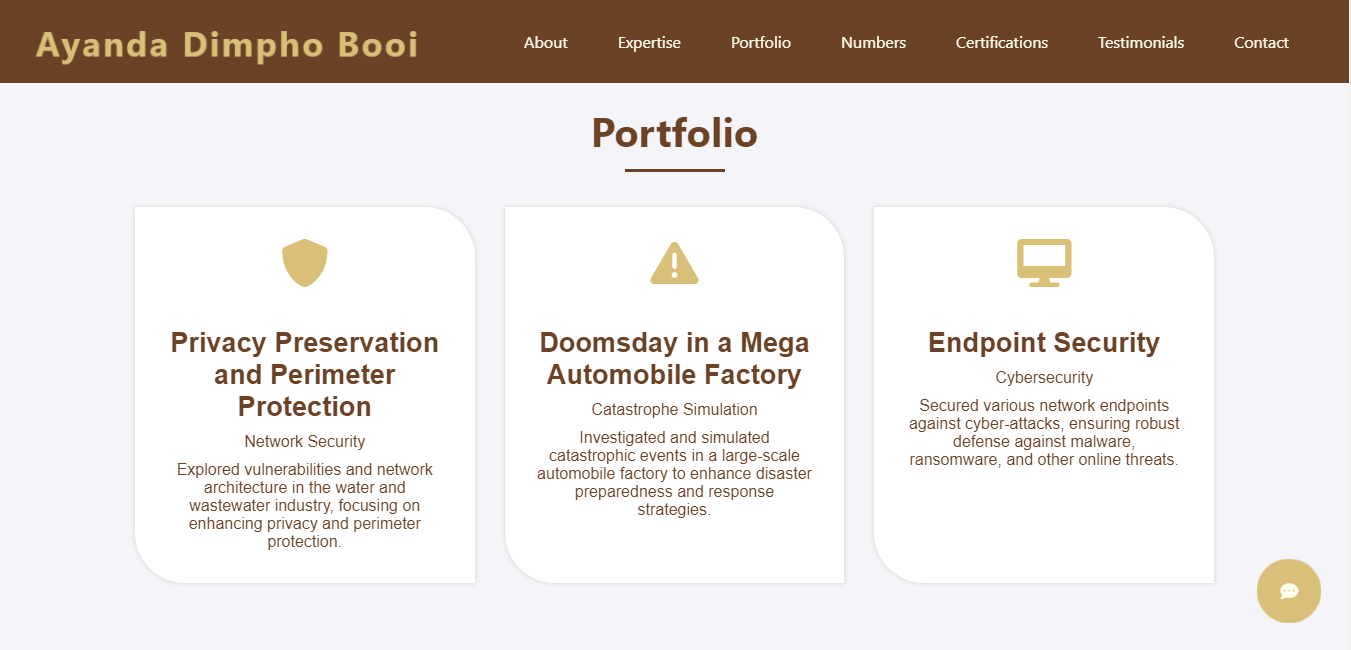 Ayanda Dimpho Booi
About Expertise Portfolio Numbers Certifications Testimonials Contact
Portfolio
Privacy Preservation
and Perimeter
Protection
Network Security
Explored vulnerabilities and network
architecture in the water and
wastewater industry, focusing on
enhancing privacy and perimeter
protection.
Doomsday in a Mega
Automobile Factory
Catastrophe Simulation
Investigated and simulated
catastrophic events in a large-scale
automobile factory to enhance disaster
preparedness and response
strategies.
Endpoint Security
Cybersecurity
Secured various network endpoints
against cyber-attacks, ensuring robust
defense against malware,
ransomware, and other online threats.